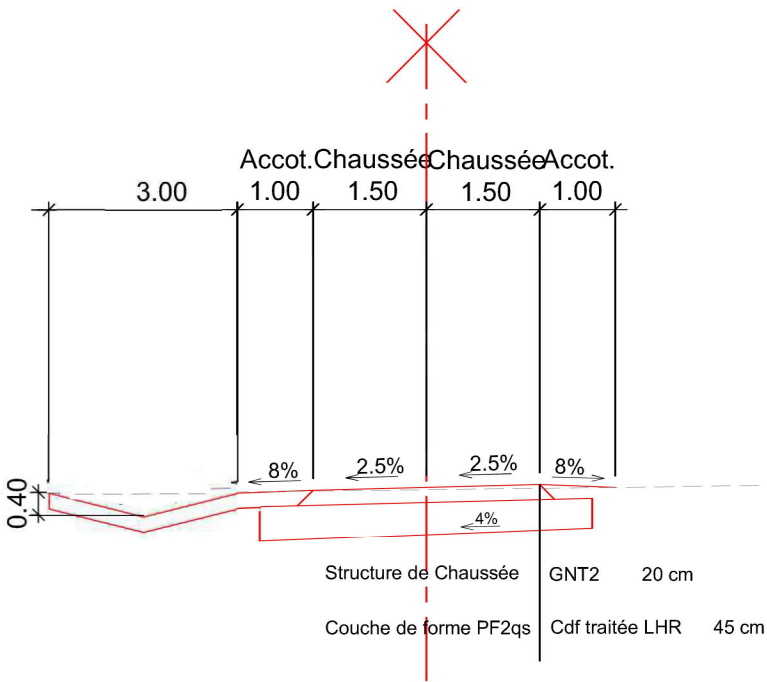 Accot. Chaussée Chaussée Accot.
3.00 1.00 1.50 1.50 1.00
8% 2.5% 2.5% 8%
0.40
4%
Structure de Chaussée GNT2 20 cm
Couche de forme PF2qs Cdf traitée LHR 45 cm